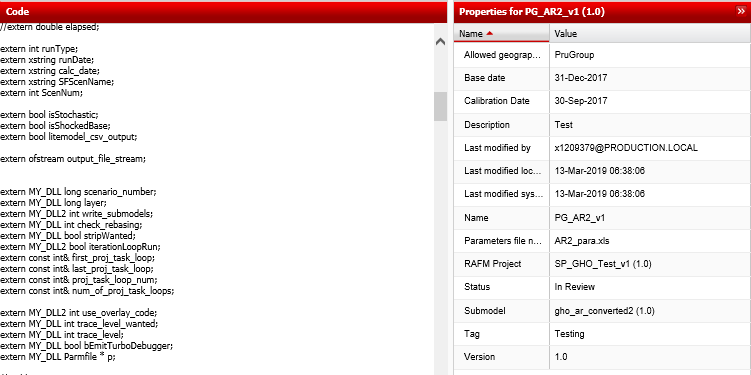 Code
//extern double elapsed;
extern int runType;
extern xstring runDate;
extern xstring calc_date;
extern xstring SFScenName;
extern int ScenNum;
extern bool isStochastic;
extern bool isShockedBase;
extern bool litemodel_csv_output;
extern ofstream output_file_stream;
extern MY_DLL long scenario_number;
extern MY_DLL long layer;
extern MY_DLL2 int write_submodels;
extern MY_DLL int check_rebasing;
extern MY_DLL bool stripWanted;
extern MY_DLL2 bool iterationLoopRun;
extern const int& first_proj_task_loop;
extern const int& last_proj_task_loop;
extern const int& proj_task_loop_num;
extern const int& num_of_proj_task_loops;
extern MY_DLL2 int use_overlay_code;
extern MY_DLL int trace_level_wanted;
extern MY_DLL int trace_level;
extern MY_DLL bool bEmitTurboDebugger;
extern MY_DLL Parmfile * p;
Properties for PG_AR2_v1 (1.0) »
Name Value
Allowed geograp... PruGroup
Base date 31-Dec-2017
Calibration Date 30-Sep-2017
Description Test
Last modified by x1209379@PRODUCTION.LOCAL
Last modified loc... 13-Mar-2019 06:38:06
Last modified sys... 13-Mar-2019 06:38:06
Name PG_AR2_v1
Parameters file n... AR2_para.xls
RAFM Project SP_GHO_Test_v1 (1.0)
Status In Review
Submodel gho_ar_converted2 (1.0)
Tag Testing
Version 1.0